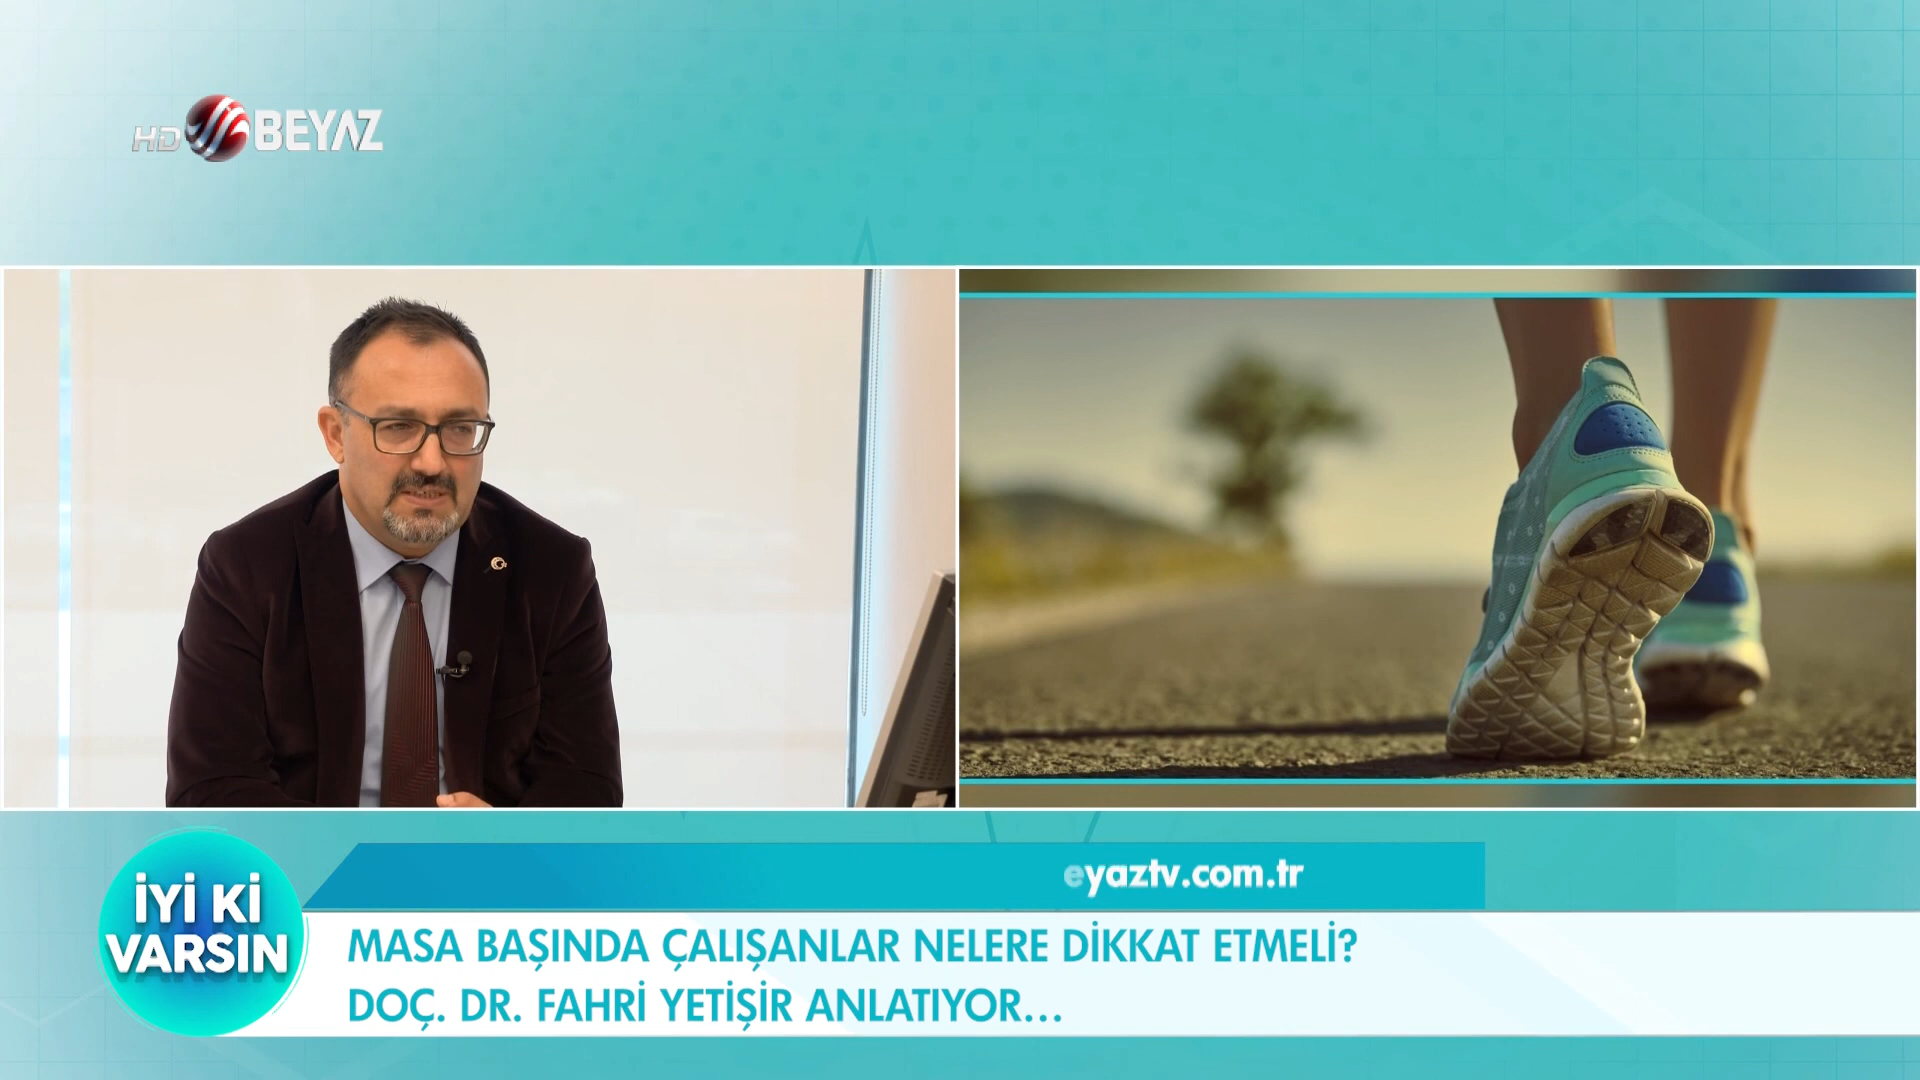 HD BEYAZ
eyaztv.com.tr
İYİ Kİ
VARSIN
MASA BAŞINDA ÇALIŞANLAR NELERE DİKKAT ETMELİ?
DOÇ. DR. FAHRİ YETİŞİR ANLATIYOR...